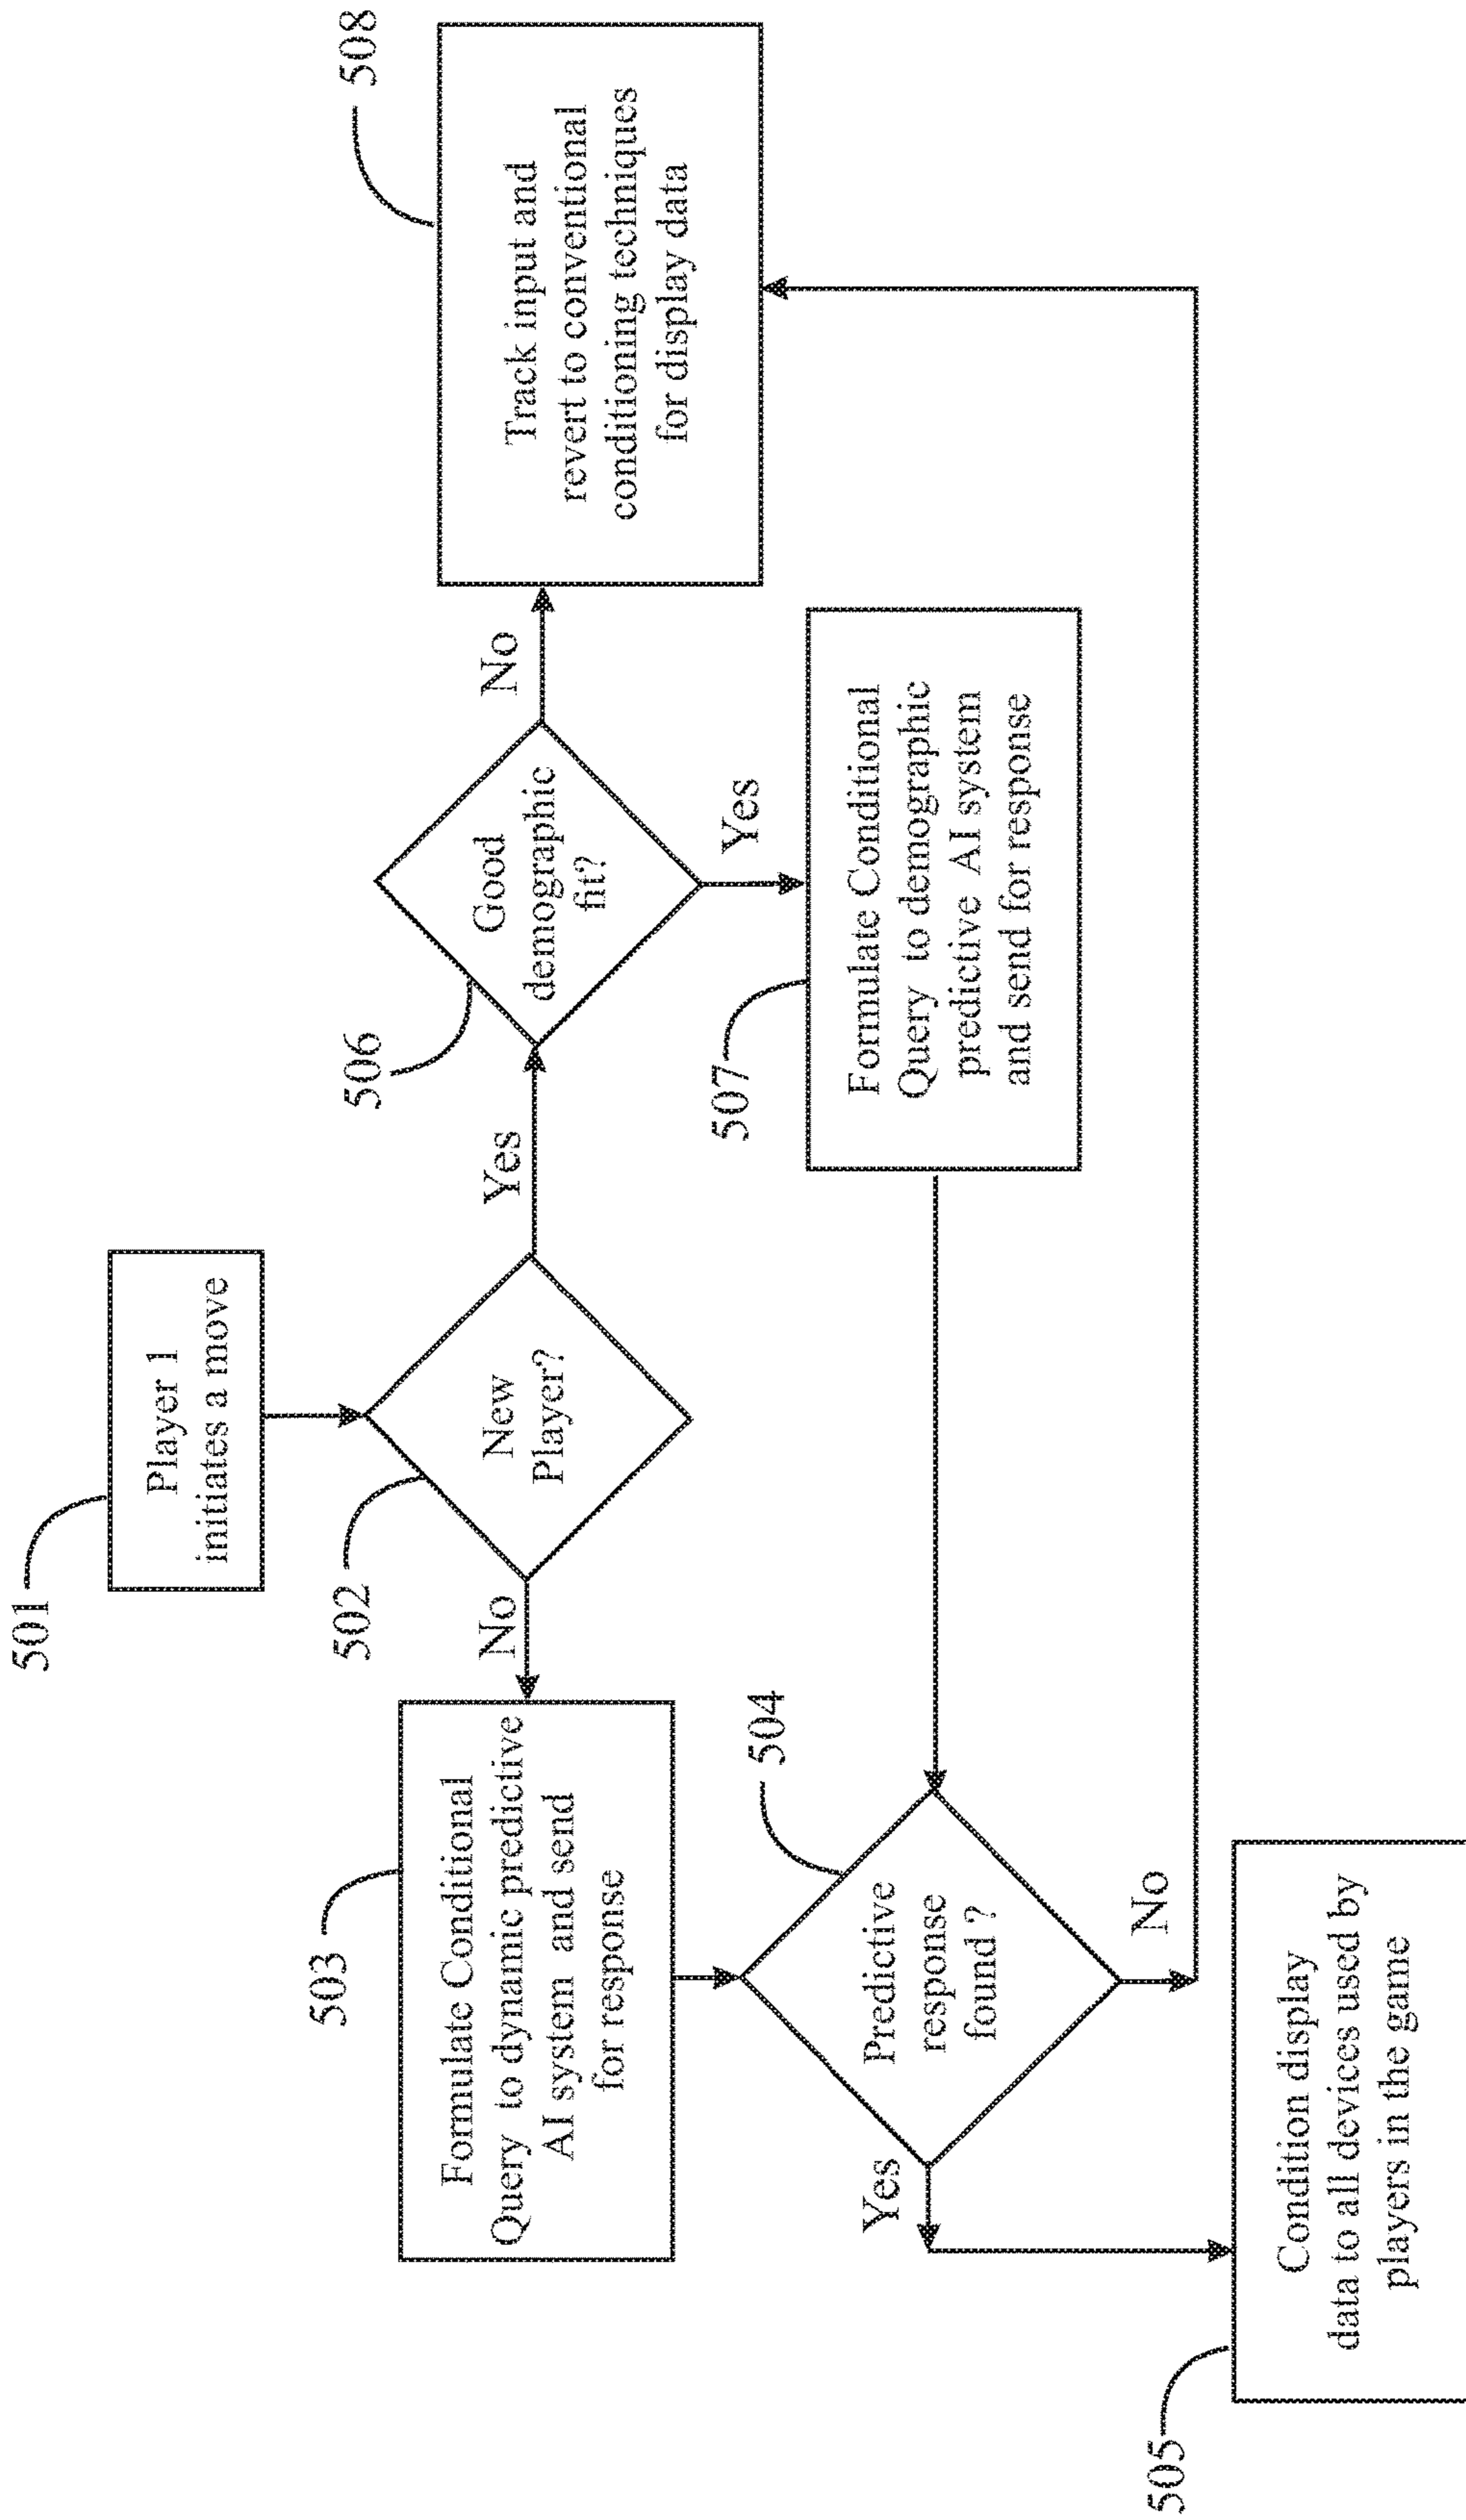 501
Player 1
initiates a move
502
New
Player?
No
Yes
503
Formulate Conditional
Query to dynamic predictive
AI system and send
for response
506
Good
demographic
fit?
No
Yes
508
Track input and
revert to conventional
conditioning techniques
for display data
507
Formulate Conditional
Query to demographic
predictive AI system
and send for response
504
Predictive
response
found ?
Yes
No
505
Condition display
data to all devices used by
players in the game